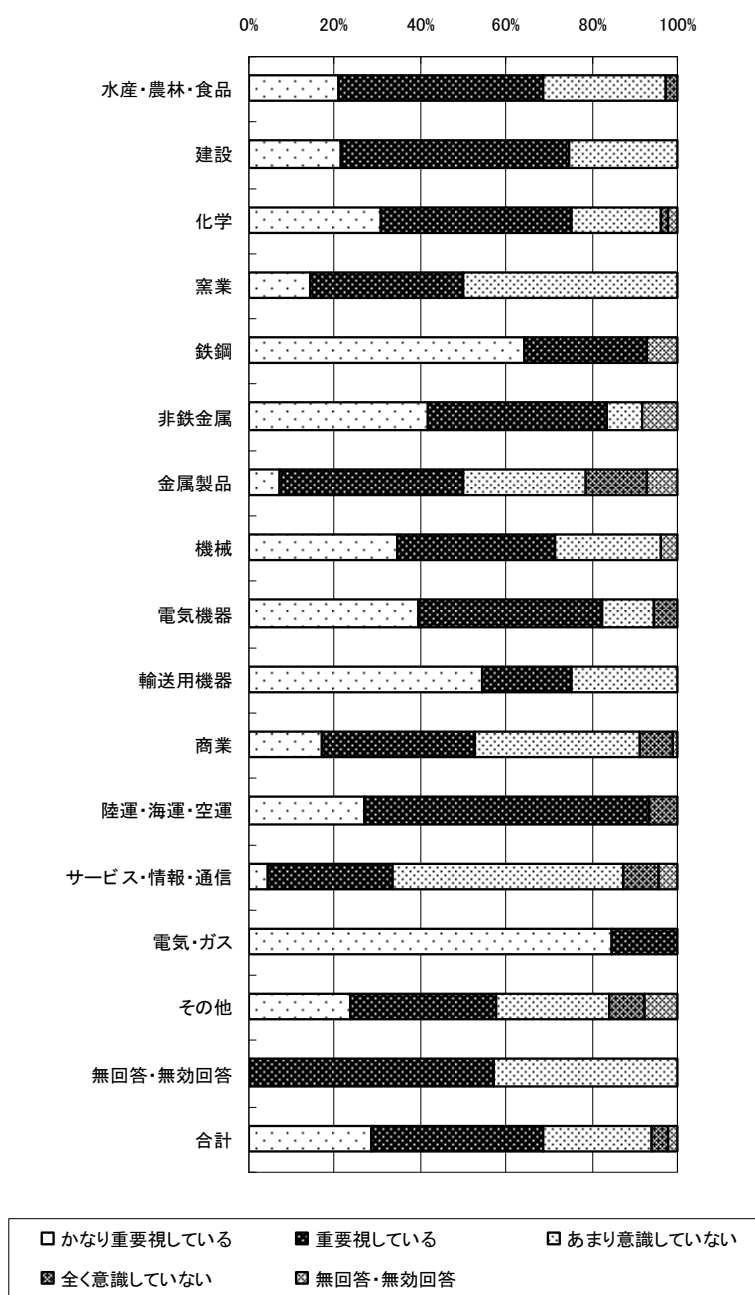 0% 20% 40% 60% 80% 100%
水産・農林・食品
建設
化学
窯業
鉄鋼
非鉄金属
金属製品
機械
電気機器
輸送用機器
商業
陸運・海運・空運
サービス・情報・通信
電気・ガス
その他
無回答・無効回答
合計
かなり重要視している 重要視している あまり意識していない
全く意識していない 無回答・無効回答